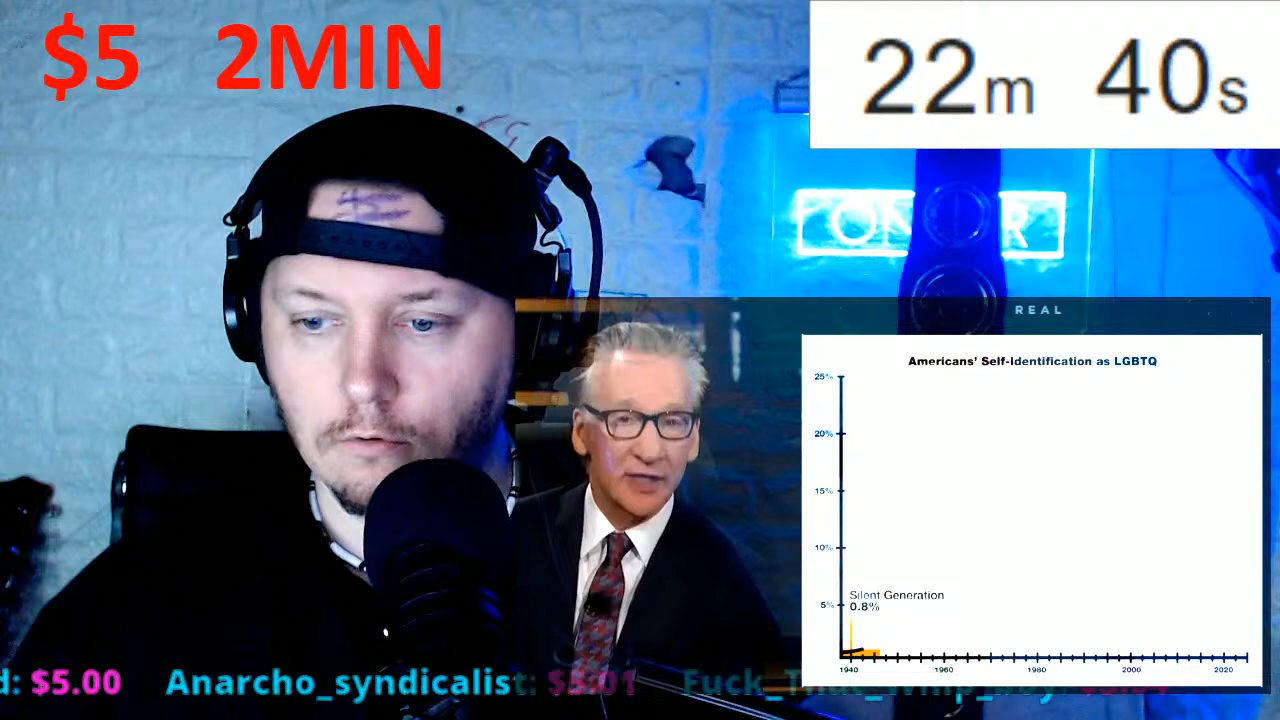 $5 2MIN
22m 40s
REAL
Americans' Self-Identification as LGBTQ
25%
20%
15%
10%
5%
Silent Generation
0.8%
1940 1960 1980 2000 2020
d: $5.00 Anarcho_syndicalist: $3.01